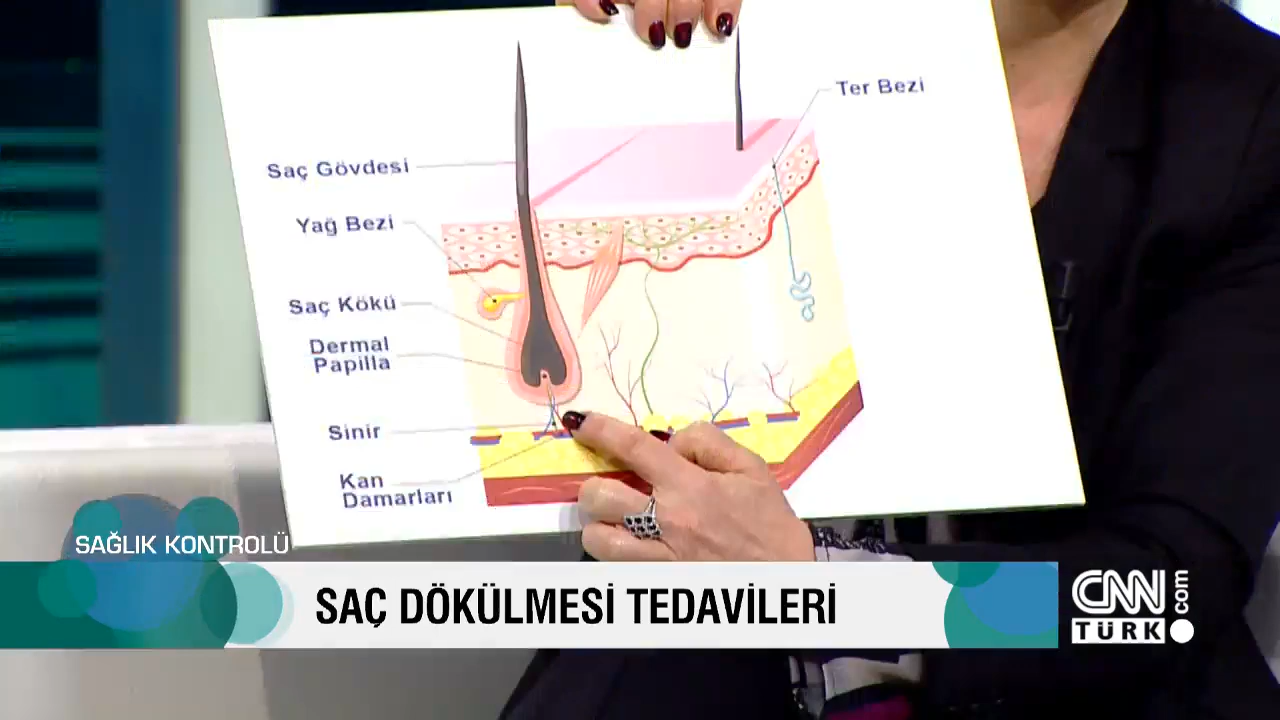 Ter Bezi
Saç Gövdesi
Yağ Bezi
Saç Kökü
Dermal
Papilla
Sinir
Kan
Damarları
SAĞLIK KONTROLÜ
SAÇ DÖKÜLMESİ TEDAVİLERİ
CNN
TÜRK
.com